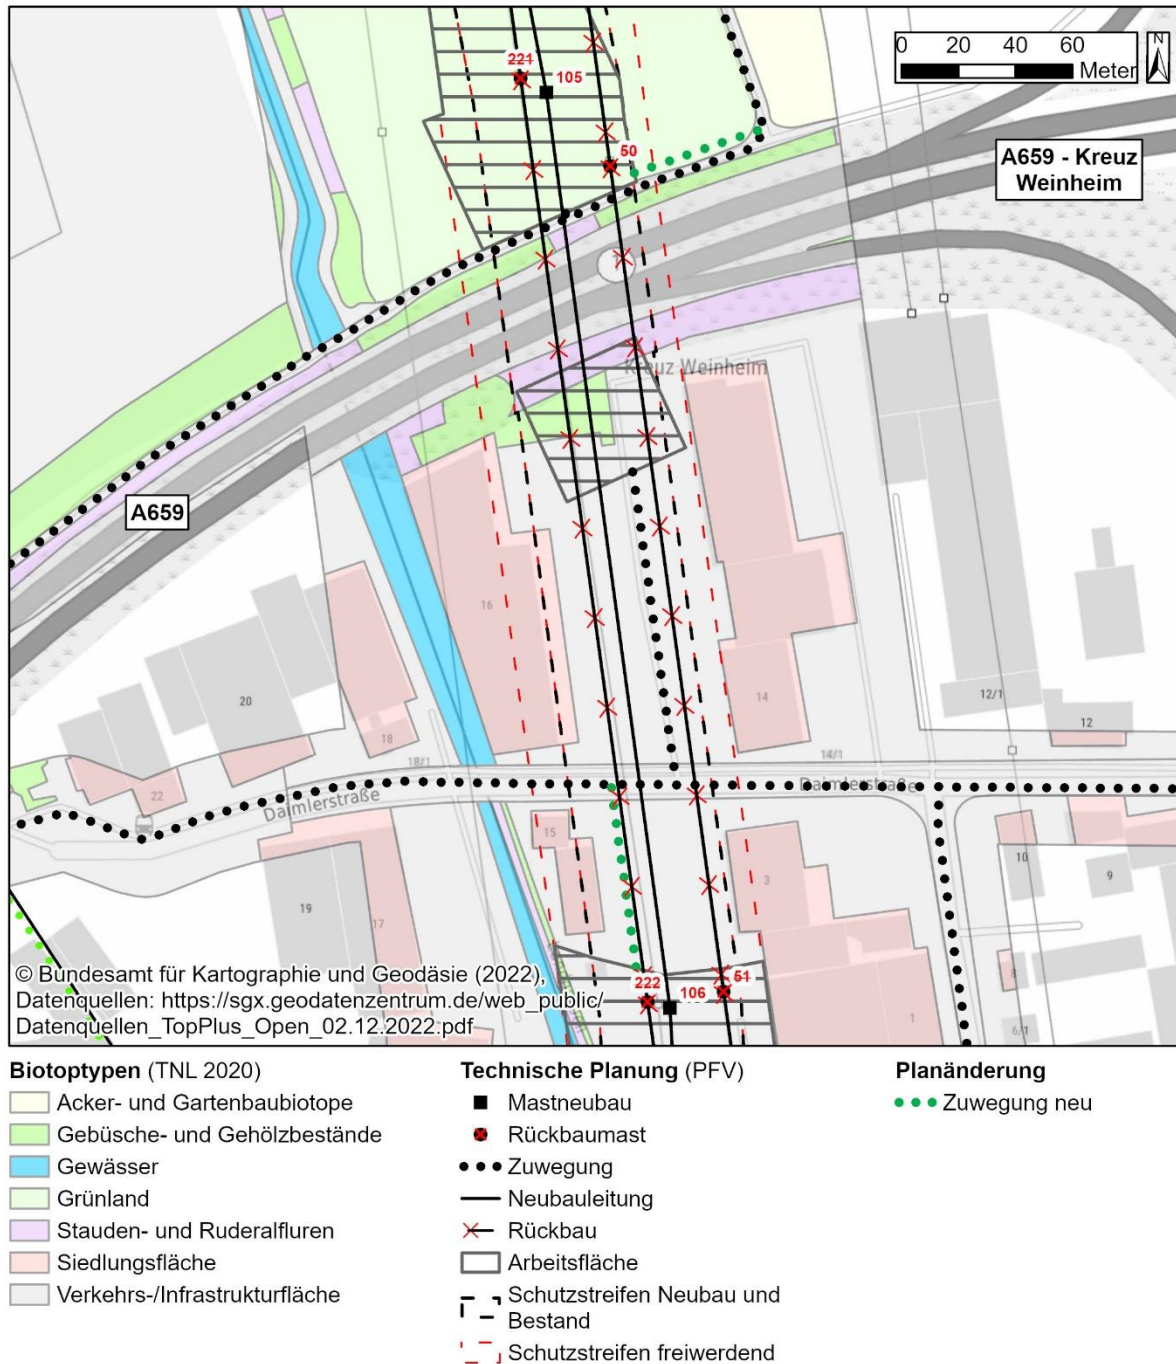 0 20 40 60
Meter
N
221
105
50
A659 - Kreuz
Weinheim
Kreuz Weinheim
A659
16
20
14
12/1
12
18
18/1
14/1
22
Daimlerstraße
Daimlerstraße
15
3
10
9
19
17
222
106
51
8
1
6/1
© Bundesamt für Kartographie und Geodäsie (2022),
Datenquellen: https://sgx.geodatenzentrum.de/web_public/
Datenquellen_TopPlus_Open_02.12.2022.pdf
Biotoptypen (TNL 2020)
Acker- und Gartenbaubiotope
Gebüsche- und Gehölzbestände
Gewässer
Grünland
Stauden- und Ruderalfluren
Siedlungsfläche
Verkehrs-/Infrastrukturfläche
Technische Planung (PFV)
Mastneubau
Rückbaumast
Zuwegung
Neubauleitung
Rückbau
Arbeitsfläche
Schutzstreifen Neubau und
Bestand
Schutzstreifen freiwerdend
Planänderung
Zuwegung neu